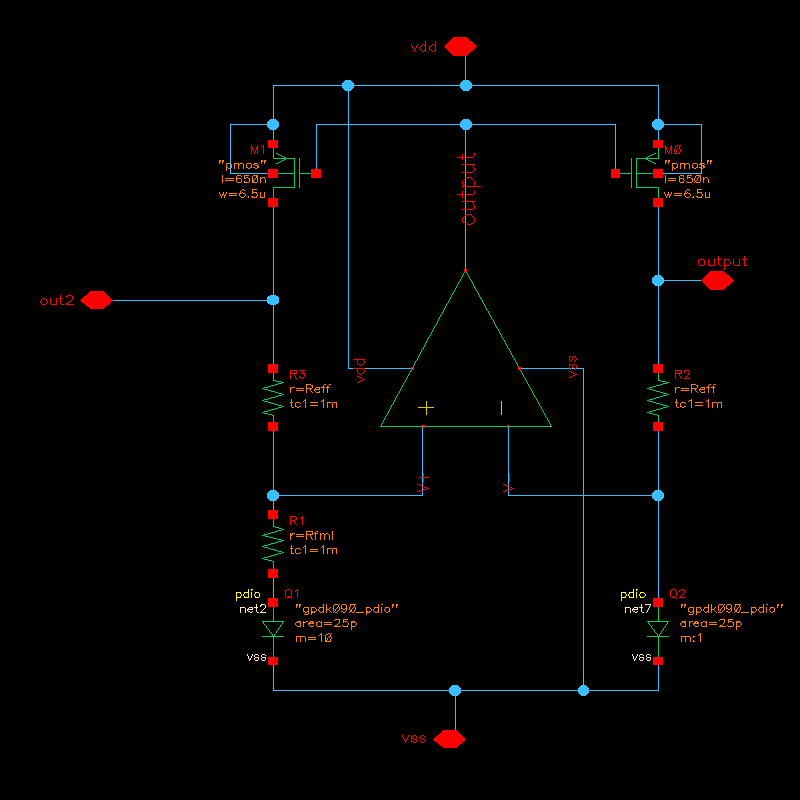 vdd
M1
"pmos"
l=650n
w=6.5u
M0
"pmos"
l=650n
w=6.5u
output
output
out2
vdd
vss
R3
r=Reff
tc1=1m
R2
r=Reff
tc1=1m
+
-
v+
v-
R1
r=Rfml
tc1=1m
pdio
Q1
net2
"gpdk090_pdio"
area=25p
m=10
vss
pdio
Q2
net7
"gpdk090_pdio"
area=25p
m:1
vss
vss